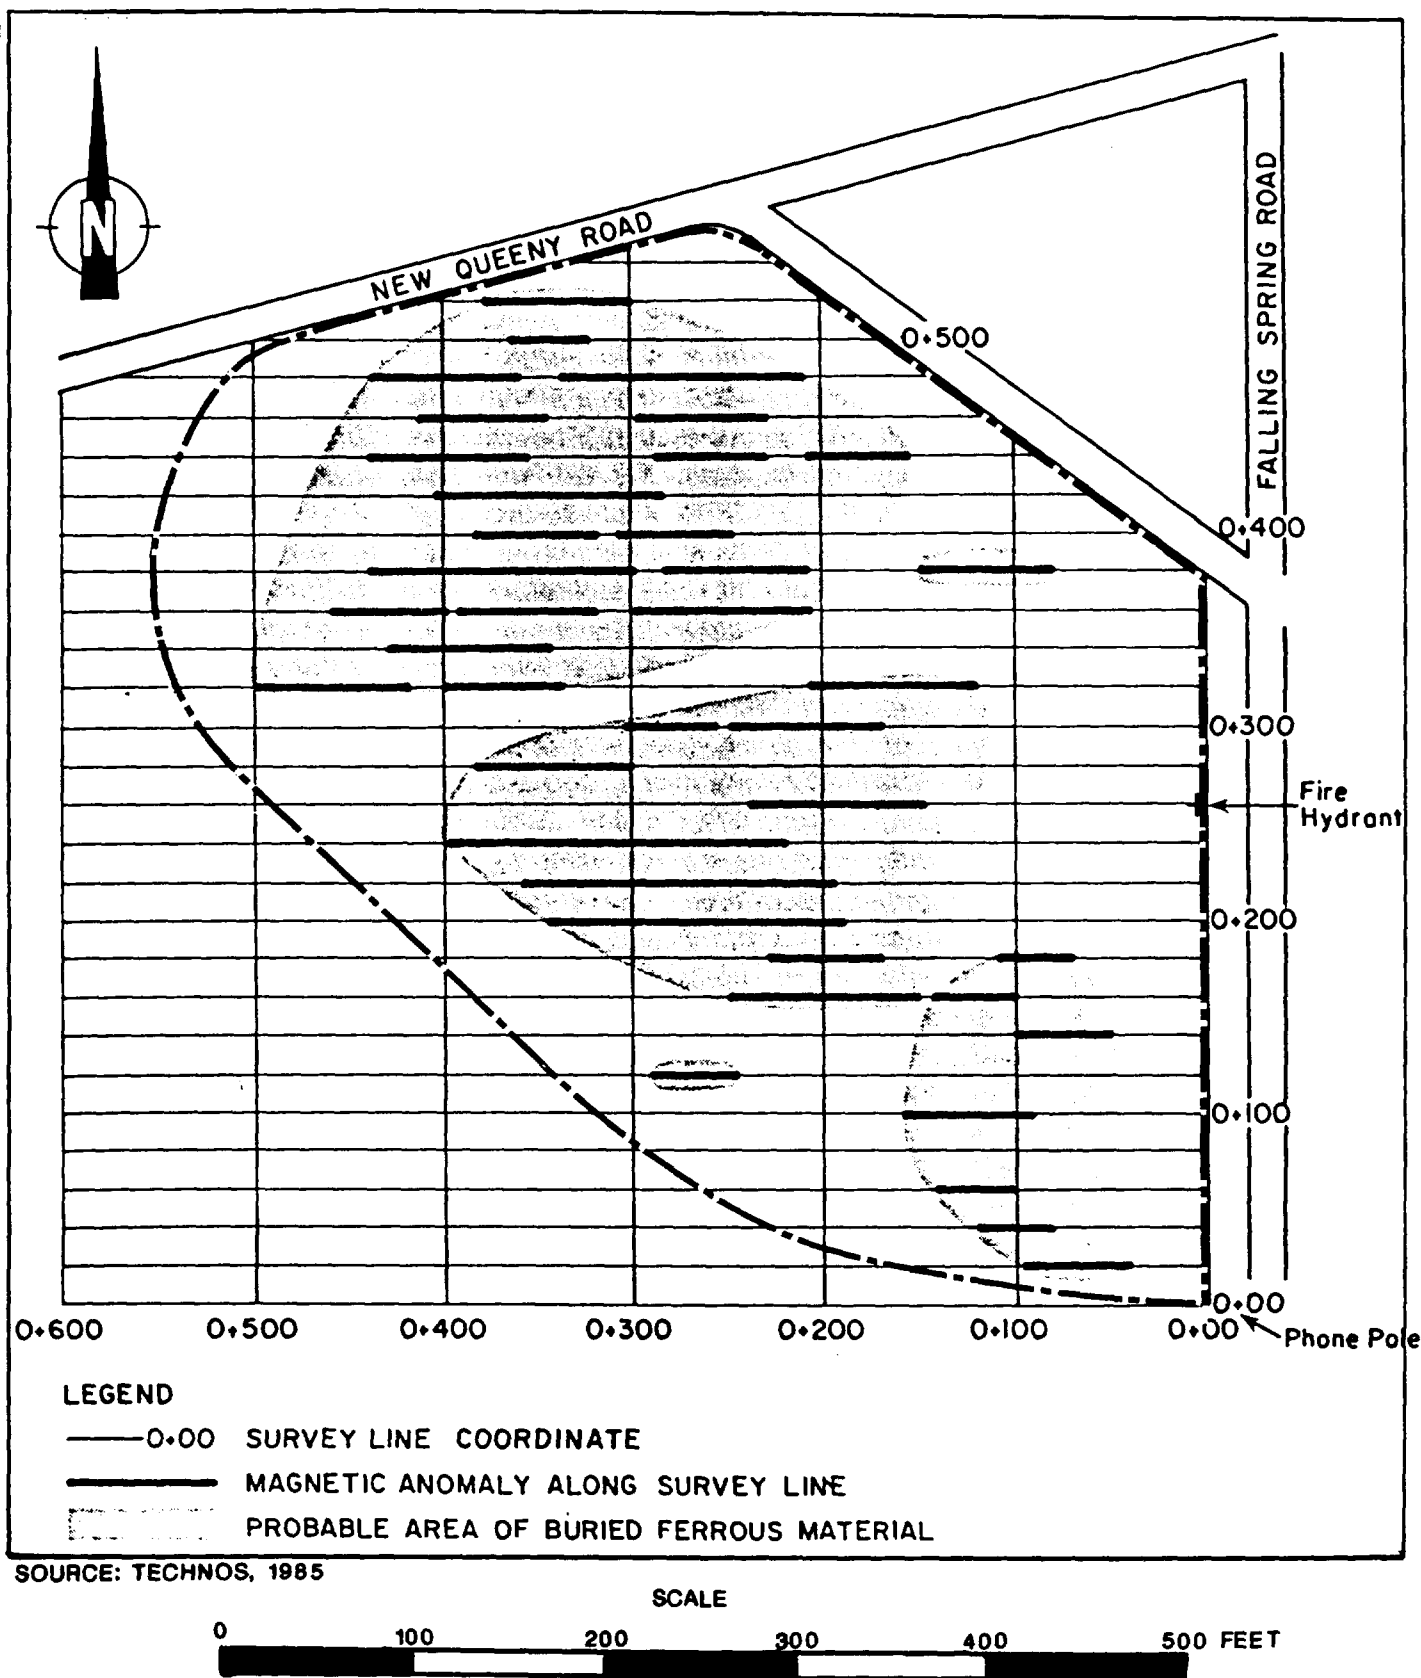 N
NEW QUEENY ROAD
FALLING SPRING ROAD
0+500
0+400
0+300
Fire
Hydrant
0+200
0+100
0+00
0+600 0+500 0+400 0+300 0+200 0+100 0+00
Phone Pole
LEGEND
0+00 SURVEY LINE COORDINATE
MAGNETIC ANOMALY ALONG SURVEY LINE
PROBABLE AREA OF BURIED FERROUS MATERIAL
SOURCE: TECHNOS, 1985
SCALE
0 100 200 300 400 500 FEET